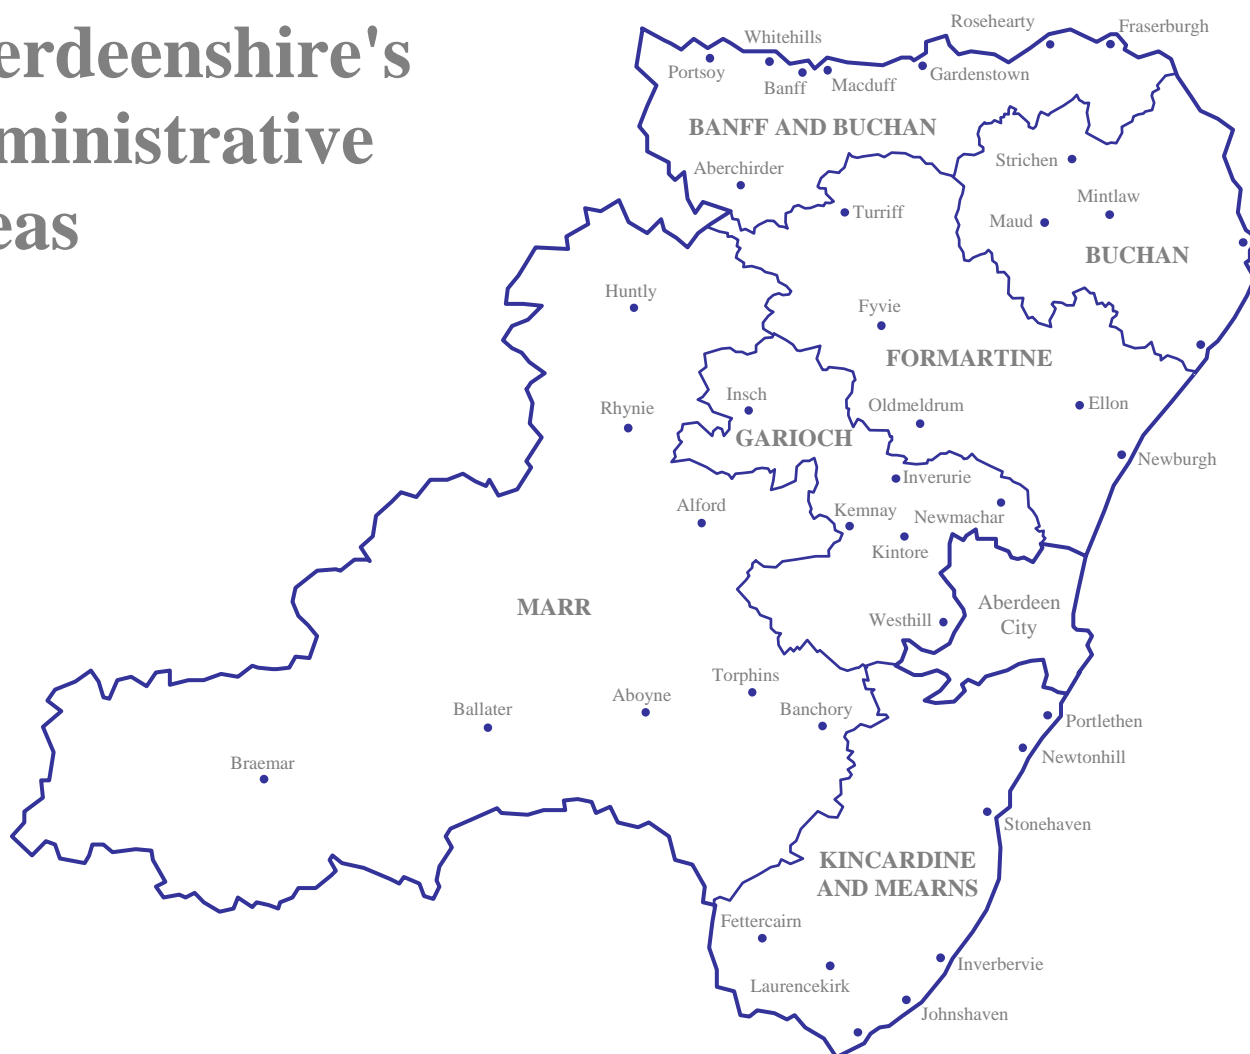 erdeenshire's
ministrative
eas
Rosehearty
Fraserburgh
Whitehills
Portsoy
Gardenstown
Banff
Macduff
BANFF AND BUCHAN
Strichen
Aberchirder
Mintlaw
Turriff
Maud
BUCHAN
Huntly
Fyvie
FORMARTINE
Insch
Ellon
Rhynie
Oldmeldrum
GARIOCH
Newburgh
Inverurie
Alford
Kemnay
Newmachar
Kintore
MARR
Aberdeen
City
Westhill
Torphins
Aboyne
Ballater
Banchory
Portlethen
Newtonhill
Braemar
Stonehaven
KINCARDINE
AND MEARNS
Fettercairn
Inverbervie
Laurencekirk
Johnshaven